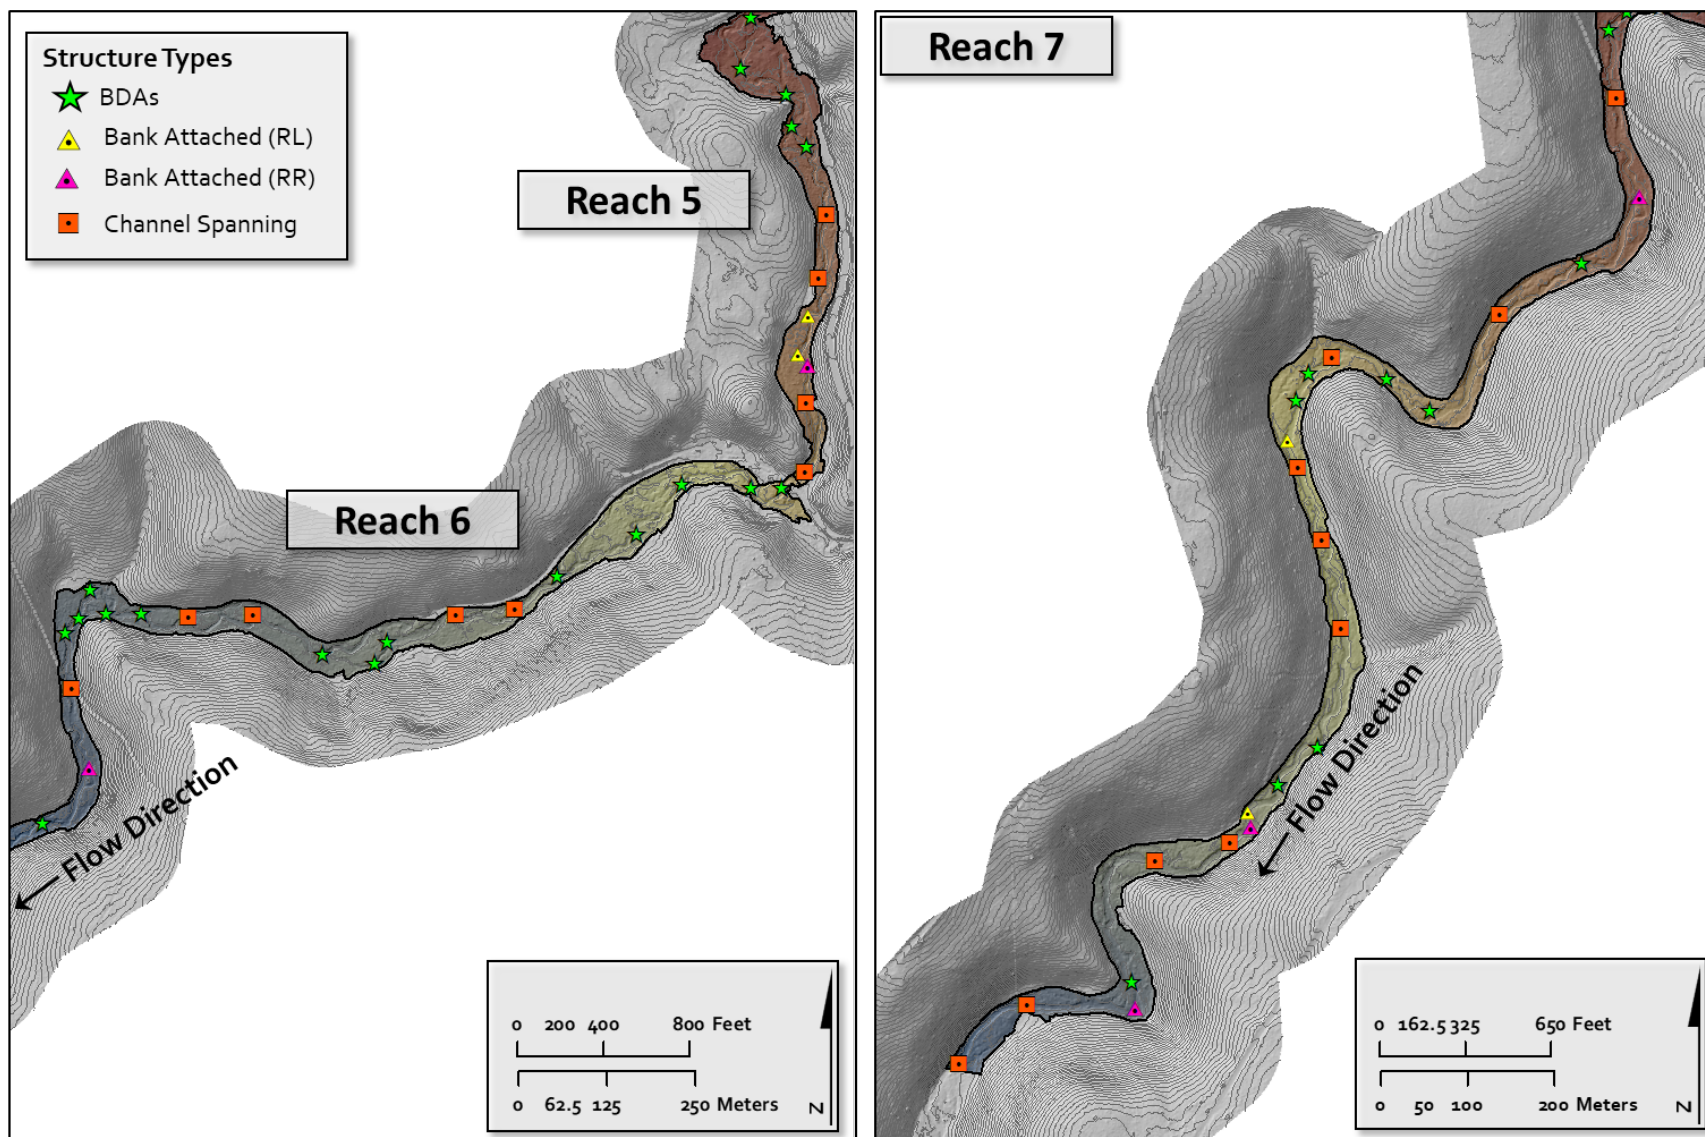 Structure Types
BDAs
Bank Attached (RL)
Bank Attached (RR)
Channel Spanning
Reach 5
Reach 6
Flow Direction
0 200 400 800 Feet
0 62.5 125 250 Meters
N
Reach 7
Flow Direction
0 162.5 325 650 Feet
0 50 100 200 Meters
N